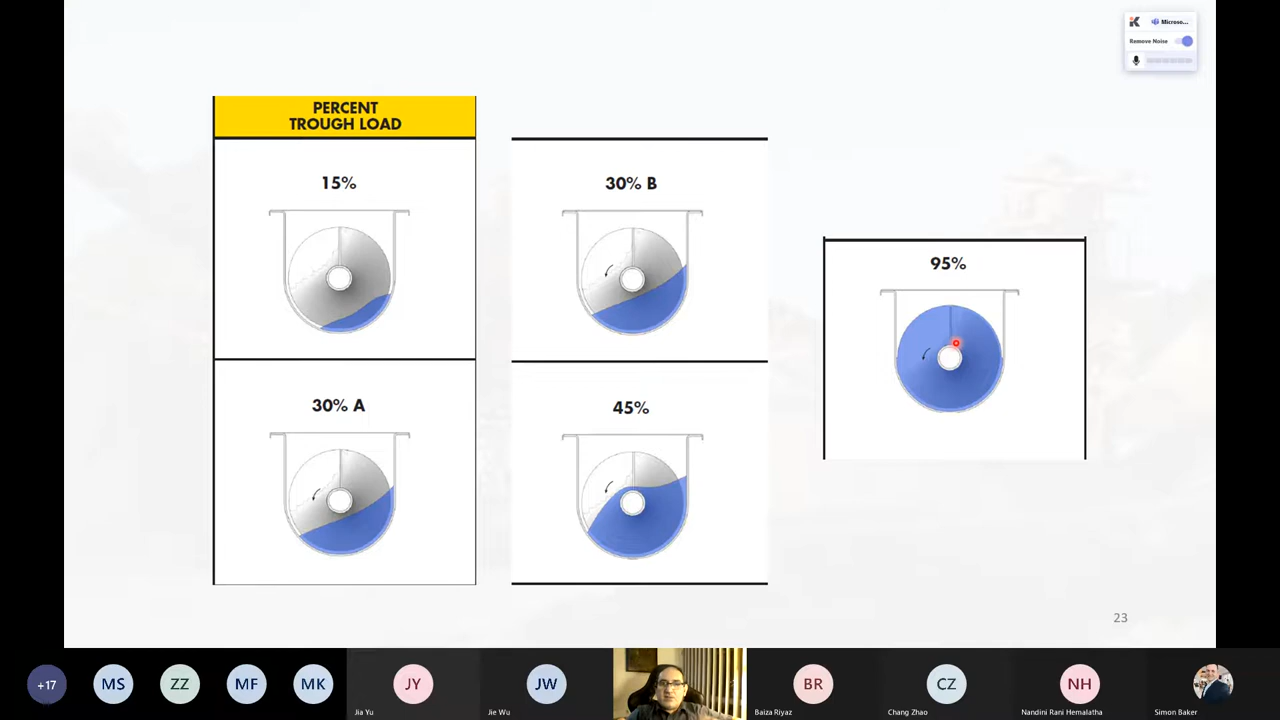 Microso...
Remove Noise
PERCENT
TROUGH LOAD
15%
30% B
95%
30% A
45%
23
+17
MS
ZZ
MF
MK
JY
JW
BR
CZ
NH
Jia Yu
Jie Wu
Baiza Riyaz
Chang Zhao
Nandini Rani Hemalatha
Simon Baker